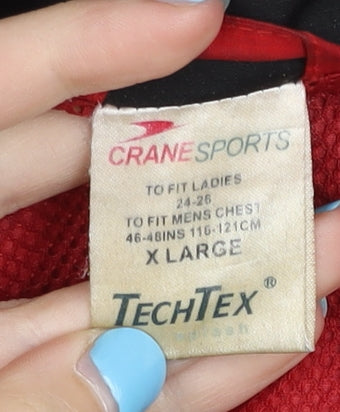 CRANESPORTS
TO FIT LADIES
24-26
TO FIT MENS CHEST
46-48INS 116-121CM
X LARGE
TECHTEX®